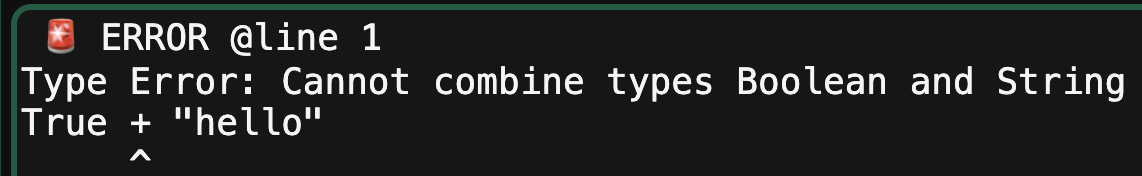 🚨 ERROR @line 1
Type Error: Cannot combine types Boolean and String
True + "hello"
^